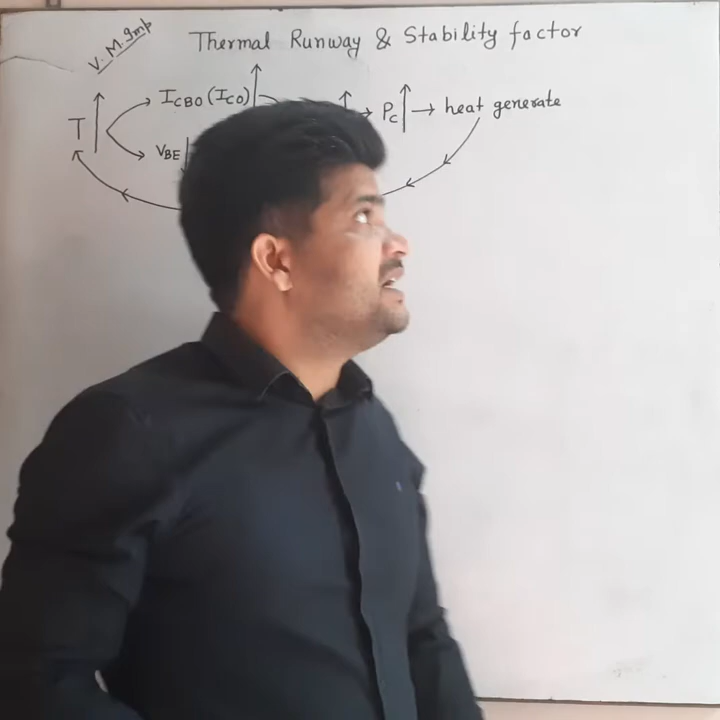 V. M. Imp
Thermal Runway & Stability factor
T↑ → ICBO (ICO)↑ ↑ → PC↑ → heat generate
→ VBE